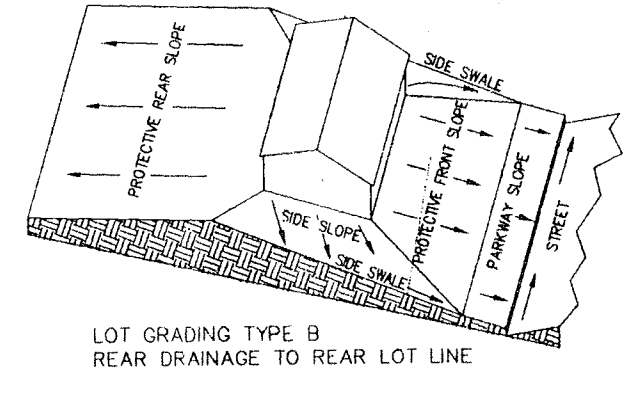 SIDE SWALE
PROTECTIVE REAR SLOPE
PROTECTIVE FRONT SLOPE
PARKWAY SLOPE
STREET
SIDE SLOPE
SIDE SWALE
LOT GRADING TYPE B
REAR DRAINAGE TO REAR LOT LINE